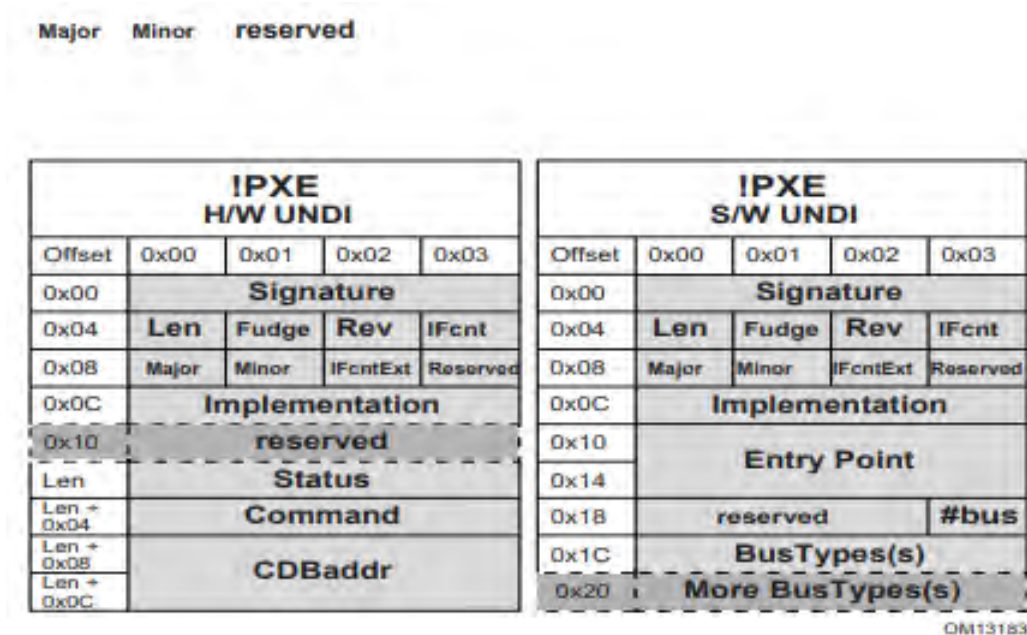 Major Minor reserved
!PXE
H/W UNDI
Offset 0x00 0x01 0x02 0x03
0x00 Signature
0x04 Len Fudge Rev IFcnt
0x08 Major Minor IFcntExt Reserved
0x0C Implementation
0x10 reserved
Len Status
Len + 0x04 Command
Len + 0x08 CDBaddr
Len + 0x0C
!PXE
S/W UNDI
Offset 0x00 0x01 0x02 0x03
0x00 Signature
0x04 Len Fudge Rev IFcnt
0x08 Major Minor IFcntExt Reserved
0x0C Implementation
0x10 Entry Point
0x14
0x18 reserved #bus
0x1C BusTypes(s)
0x20 More BusTypes(s)
OM13183